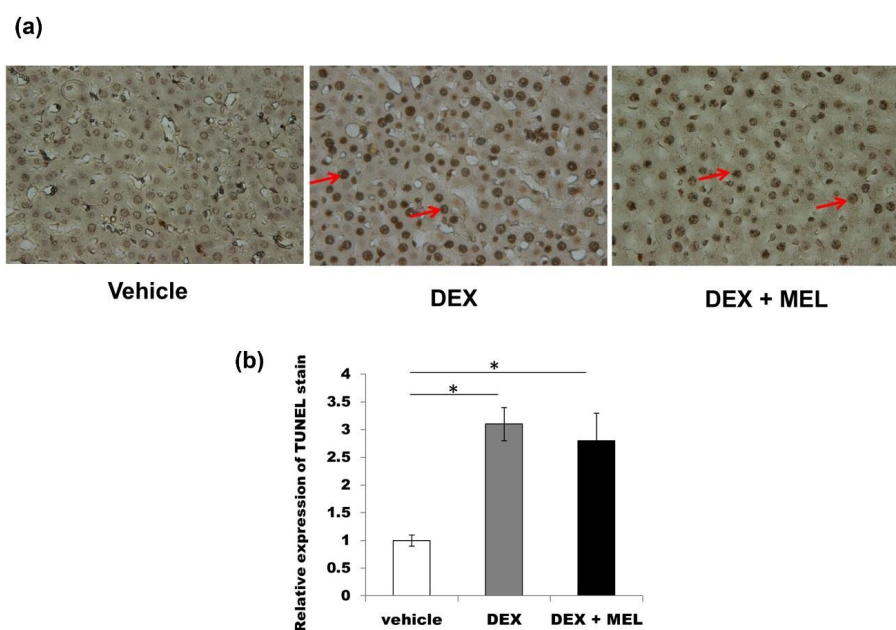 (a)
Vehicle
DEX
DEX + MEL
(b)
Relative expression of TUNEL stain
4
3.5
3
2.5
2
1.5
1
0.5
0
*
*
vehicle
DEX
DEX + MEL